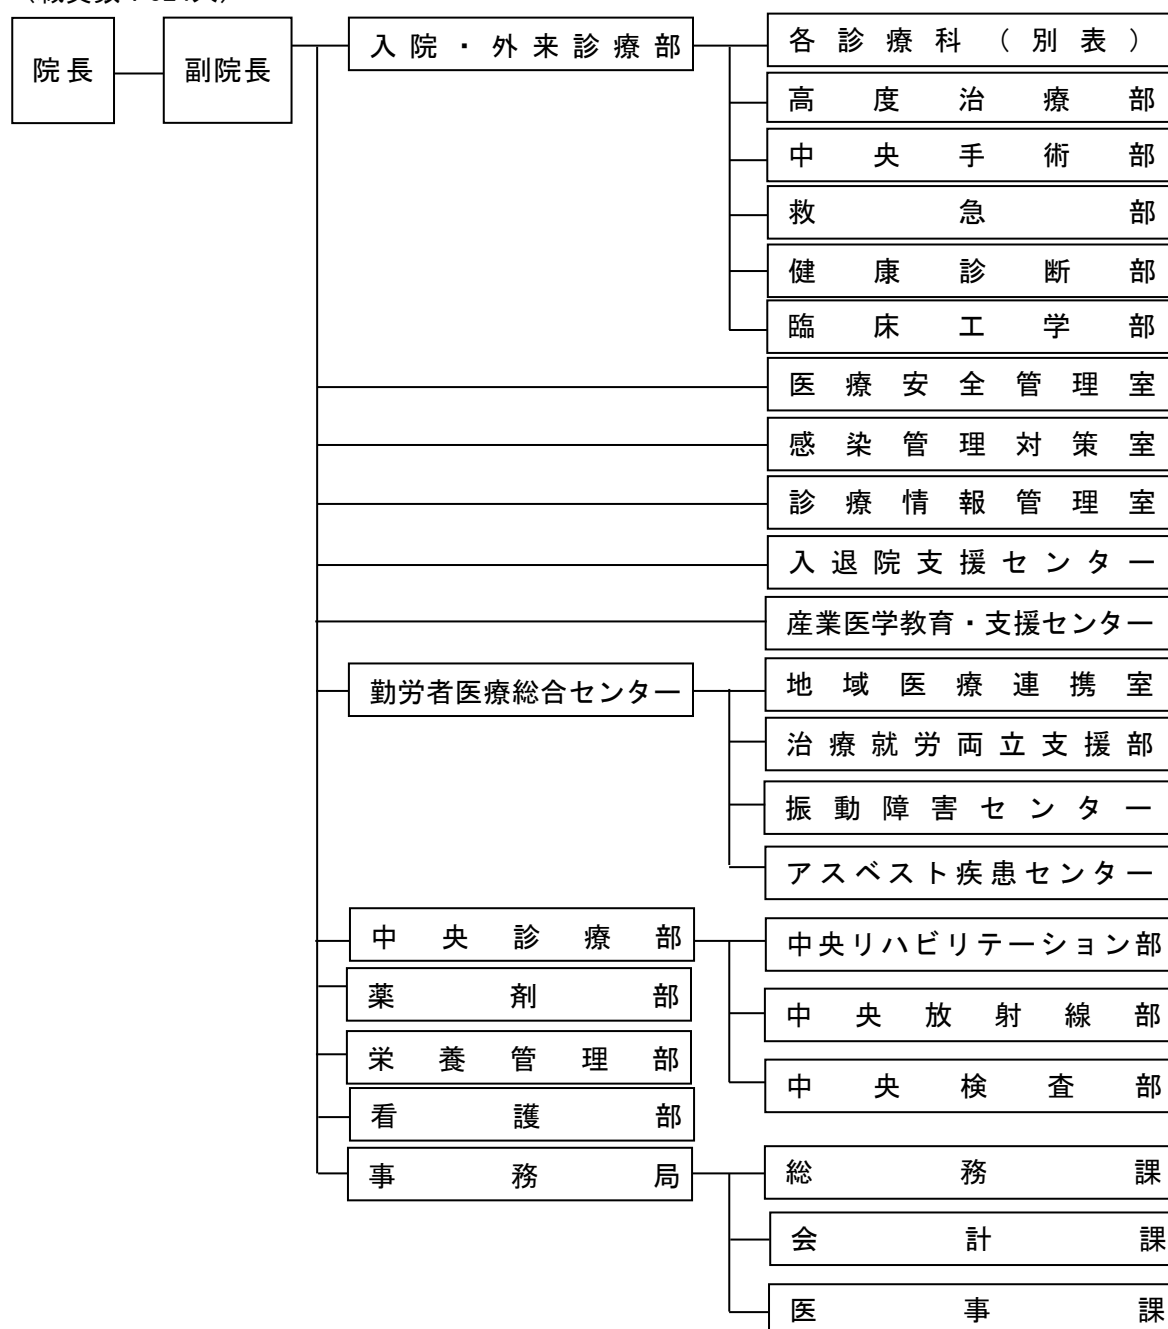 院長
副院長
入院・外来診療部
各診療科（別表）
高度治療部
中央手術部
救急部
健康診断部
臨床工学部
医療安全管理室
感染管理対策室
診療情報管理室
入退院支援センター
産業医学教育・支援センター
勤労者医療総合センター
地域医療連携室
治療就労両立支援部
振動障害センター
アスベスト疾患センター
中央診療部
中央リハビリテーション部
中央放射線部
中央検査部
薬剤部
栄養管理部
看護部
事務局
総務課
会計課
医事課